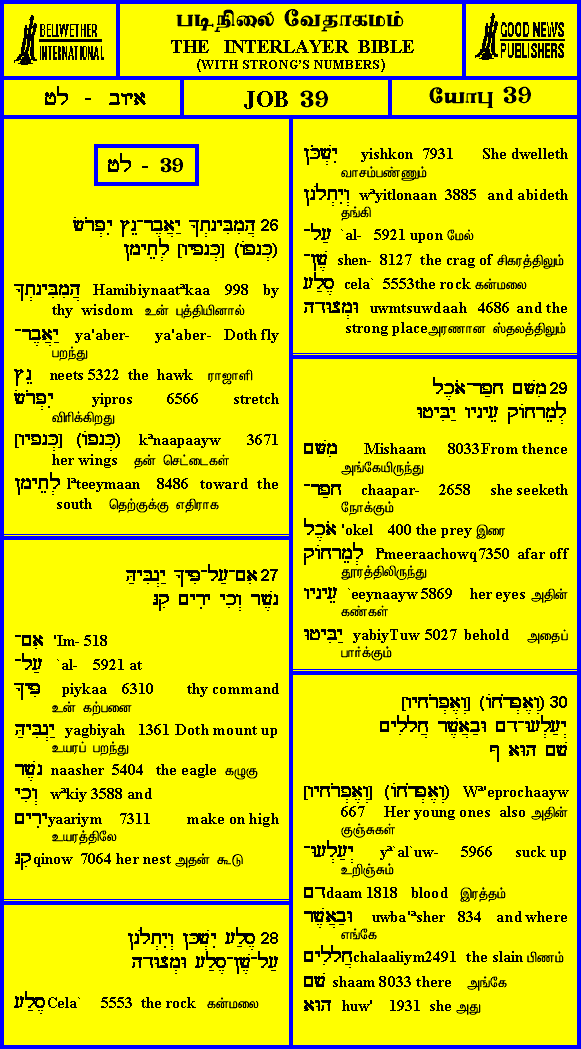 BELLWETHER
INTERNATIONAL
படிநிலை வேதாகமம்
THE INTERLAYER BIBLE
(WITH STRONG'S NUMBERS)
GOOD NEWS
PUBLISHERS
איוב - לט
JOB 39
யோபு 39
לט - 39
26 הֲמִבִּינָתְךָ יַאֲבֶר־נֵץ יִפְרֹשׂ
(כְּנָפוֹ) [כְּנָפָיו] לְתֵימָן
הֲמִבִּינָתְךָ Hamibiynaatªkaa 998 by
thy wisdom உன் புத்தியினால்
יַאֲבֶר־ ya'aber- ya'aber- Doth fly
பறந்து
נֵץ neets 5322 the hawk ராஜாளி
יִפְרֹשׂ yipros 6566 stretch
விரிக்கிறது
[כְּנָפָיו] (כְּנָפוֹ) kªnaapaayw 3671
her wings தன் செட்டைகள்
לְתֵימָן lªteeymaan 8486 toward the
south தெற்குக்கு எதிராக
27 אִם־עַל־פִּיךָ יַגְבִּיהַּ
נָשֶׁר וְכִי יָרִים קִנּוֹ
אִם־ 'Im- 518
עַל־ `al- 5921 at
פִּיךָ piykaa 6310 thy command
உன் கற்பனை
יַגְבִּיהַּ yagbiyah 1361 Doth mount up
உயரப் பறந்து
נָשֶׁר naasher 5404 the eagle கழுகு
וְכִי wªkiy 3588 and
יָרִים yaariym 7311 make on high
உயரத்திலே
קִנּוֹ qinow 7064 her nest அதன் கூடு
28 סֶלַע יִשְׁכֹּן וְיִתְלֹנָן
עַל־שֶׁן־סֶלַע וּמְצוּדָה
סֶלַע Cela` 5553 the rock கன்மலை
יִשְׁכֹּן yishkon 7931 She dwelleth
வாசம்பண்ணும்
וְיִתְלֹנָן wªyitlonaan 3885 and abideth
தங்கி
עַל־ `al- 5921 upon மேல்
שֶׁן־ shen- 8127 the crag of சிகரத்திலும்
סֶלַע cela` 5553the rock கன்மலை
וּמְצוּדָה uwmtsuwdaah 4686 and the
strong placeஅரணான ஸ்தலத்திலும்
29 מִשָּׁם חָפַר־אֹכֶל
לְמֵרָחוֹק עֵינָיו יַבִּיטוּ
מִשָּׁם Mishaam 8033From thence
அங்கேயிருந்து
חָפַר־ chaapar- 2658 she seeketh
நோக்கும்
אֹכֶל 'okel 400 the prey இரை
לְמֵרָחוֹק lªmeeraachowq7350 afar off
தூரத்திலிருந்து
עֵינָיו `eeynaayw 5869 her eyes அதின்
கண்கள்
יַבִּיטוּ yabiyTuw 5027 behold அதைப்
பார்க்கும்
30 (וְאֶפְרֹחוֹ) [וְאֶפְרֹחָיו]
יְעַלְעוּ־דָם וּבַאֲשֶׁר חֲלָלִים
שָׁם הוּא ף
[וְאֶפְרֹחָיו] (וְאֶפְרֹחוֹ) Wª'eprochaayw
667 Her young ones also அதின்
குஞ்சுகள்
יְעַלְעוּ־ yª`al`uw- 5966 suck up
உறிஞ்சும்
דָם daam 1818 blood இரத்தம்
וּבַאֲשֶׁר uwba'ªsher 834 and where
எங்கே
חֲלָלִים chalaaliym2491 the slain பிணம்
שָׁם shaam 8033 there அங்கே
הוּא huw' 1931 she அது